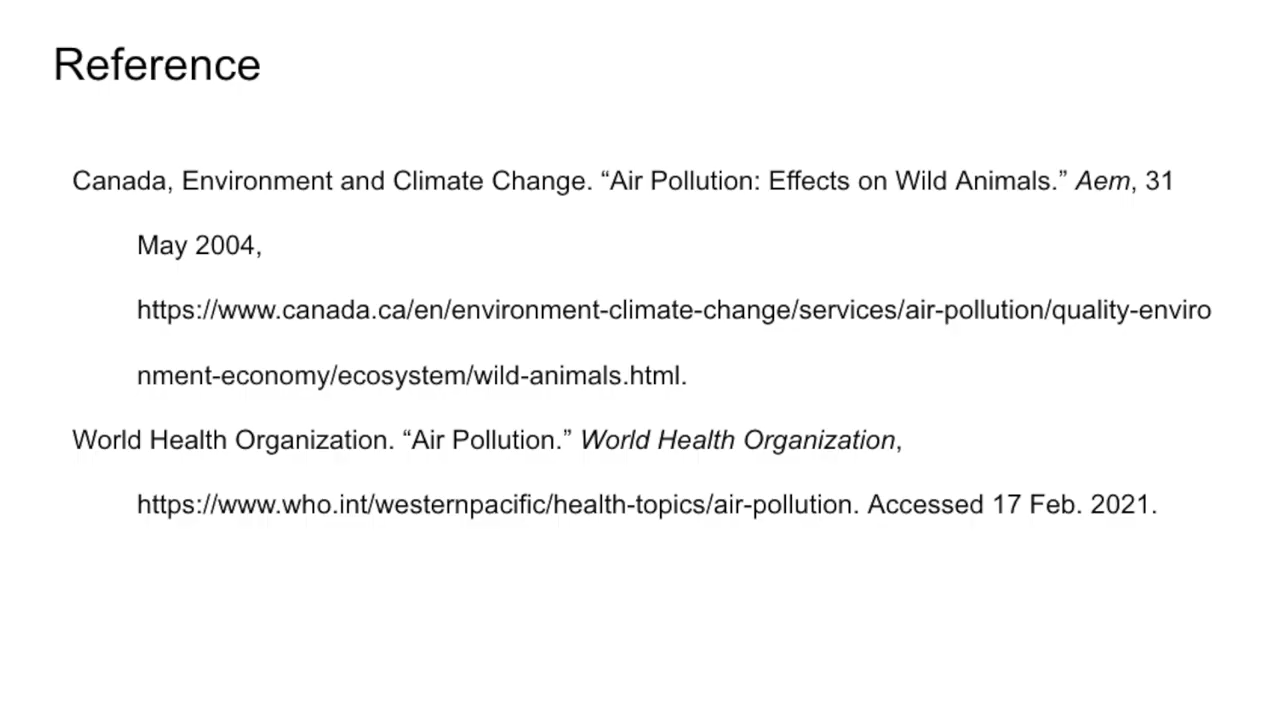 Reference
Canada, Environment and Climate Change. “Air Pollution: Effects on Wild Animals.” Aem, 31
May 2004,
https://www.canada.ca/en/environment-climate-change/services/air-pollution/quality-enviro
nment-economy/ecosystem/wild-animals.html.
World Health Organization. “Air Pollution.” World Health Organization,
https://www.who.int/westernpacific/health-topics/air-pollution. Accessed 17 Feb. 2021.